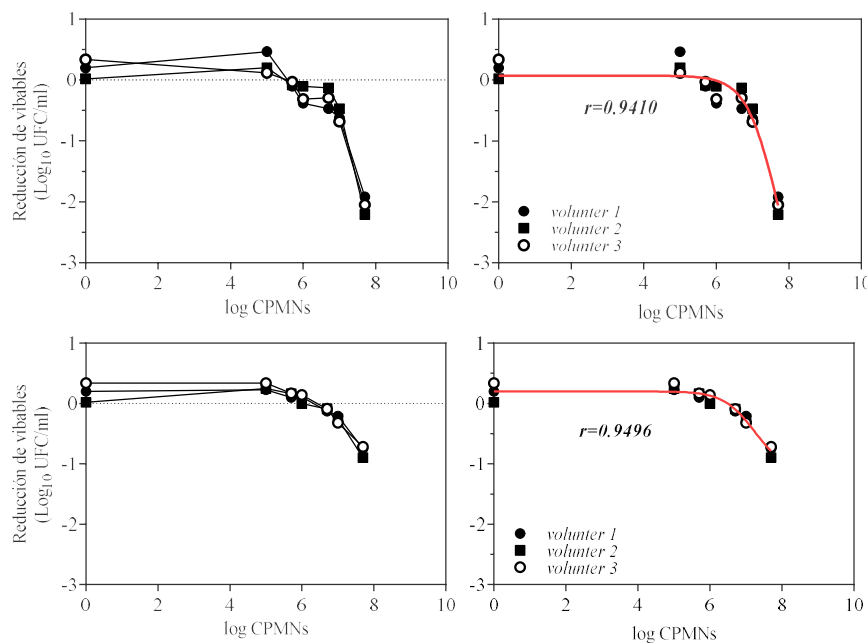 1
0
-1
-2
-3
Reducción de vibables
(Log10 UFC/ml)
0 2 4 6 8 10
log CPMNs
1
0
-1
-2
-3
r=0.9410
volunter 1
volunter 2
volunter 3
0 2 4 6 8 10
log CPMNs
1
0
-1
-2
-3
Reducción de vibables
(Log10 UFC/ml)
0 2 4 6 8 10
log CPMNs
1
0
-1
-2
-3
r=0.9496
volunter 1
volunter 2
volunter 3
0 2 4 6 8 10
log CPMNs